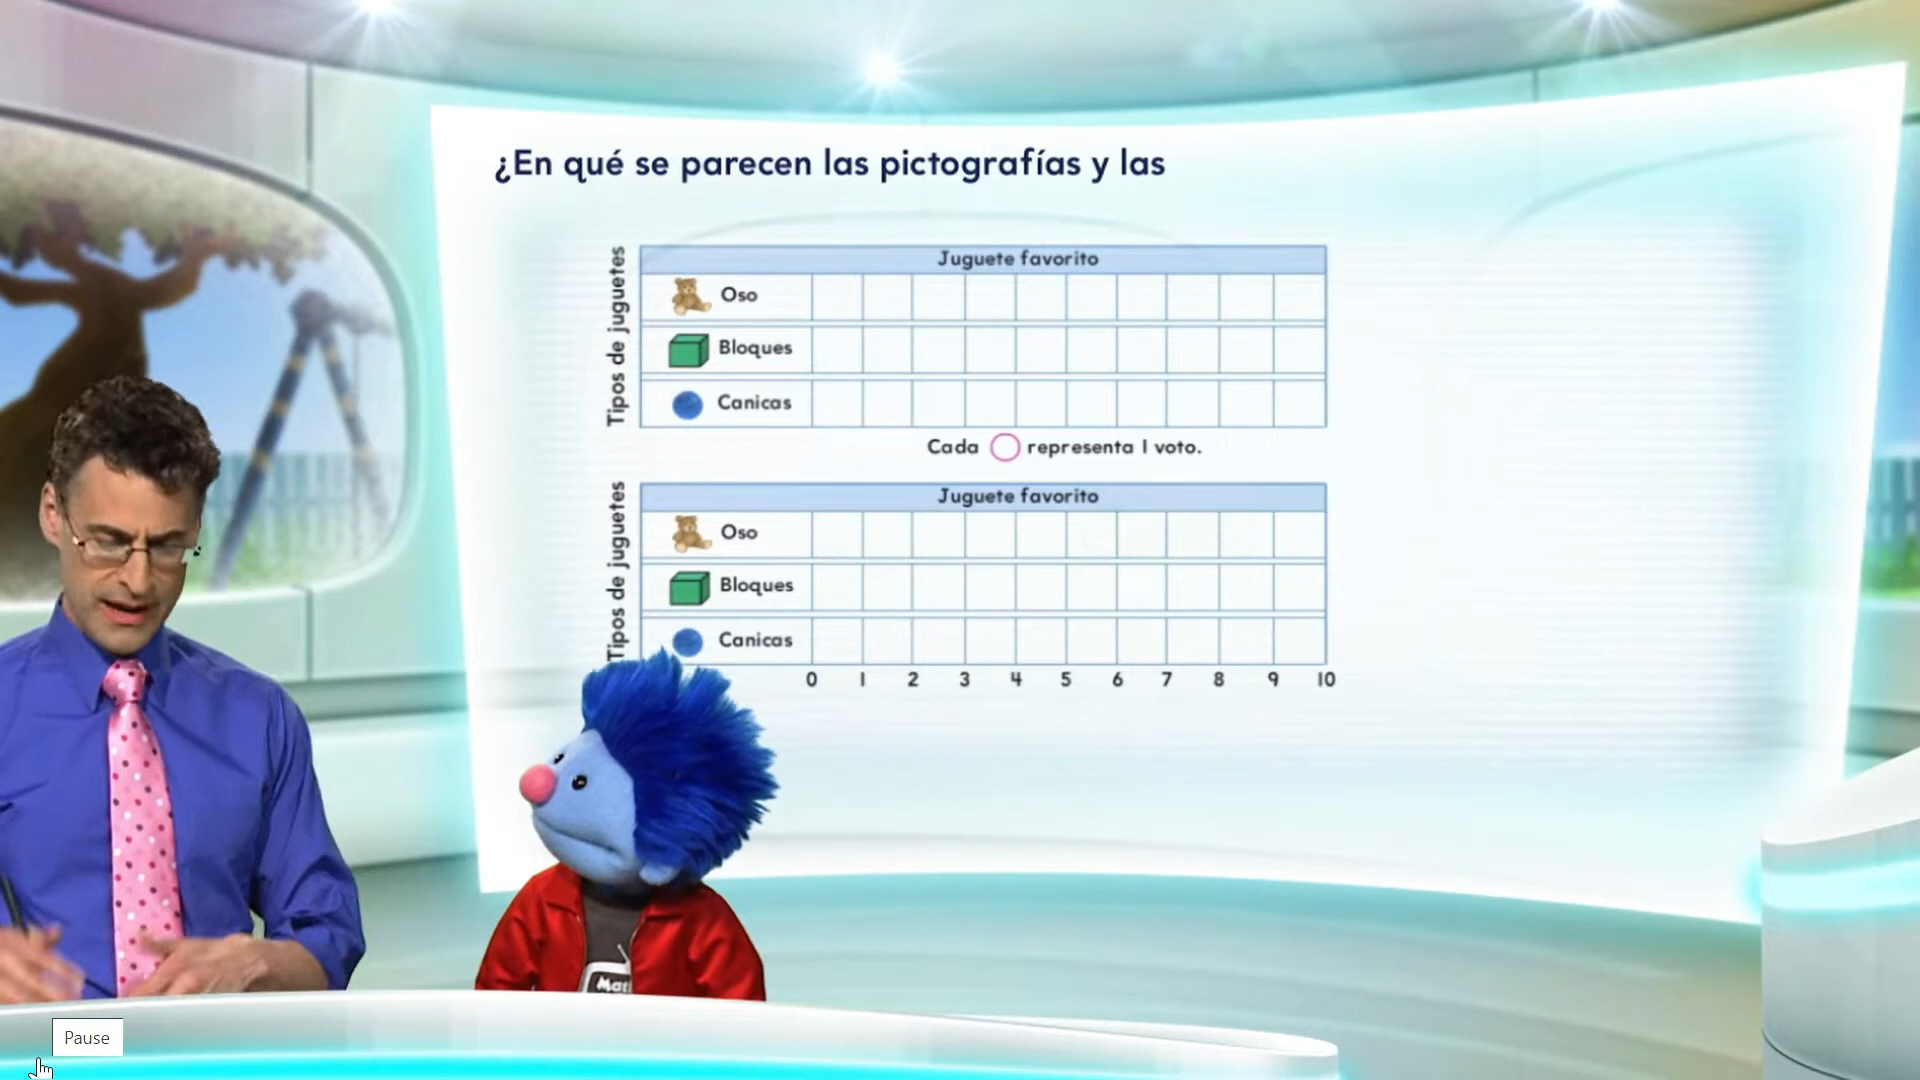 ¿En qué se parecen las pictografías y las
Tipos de juguetes
Juguete favorito
Oso
Bloques
Canicas
Cada representa 1 voto.
Tipos de juguetes
Juguete favorito
Oso
Bloques
Canicas
0 1 2 3 4 5 6 7 8 9 10
Mat
Pause